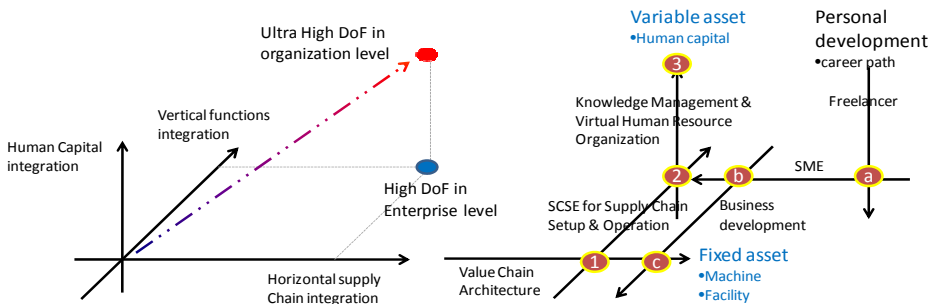 Ultra High DoF in
organization level
Vertical functions
integration
Human Capital
integration
High DoF in
Enterprise level
Horizontal supply
Chain integration
Variable asset
•Human capital
3
Knowledge Management &
Virtual Human Resource
Organization
Personal
development
•career path
Freelancer
SME
2
b
a
SCSE for Supply Chain
Setup & Operation
Business
development
1
c
Value Chain
Architecture
Fixed asset
•Machine
•Facility